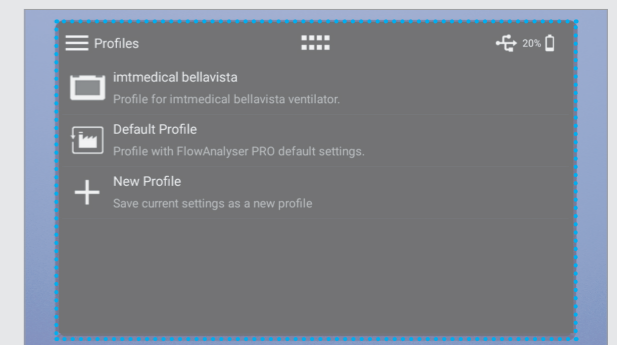 Profiles
20%
imtmedical bellavista
Profile for imtmedical bellavista ventilator.
Default Profile
Profile with FlowAnalyser PRO default settings.
New Profile
Save current settings as a new profile